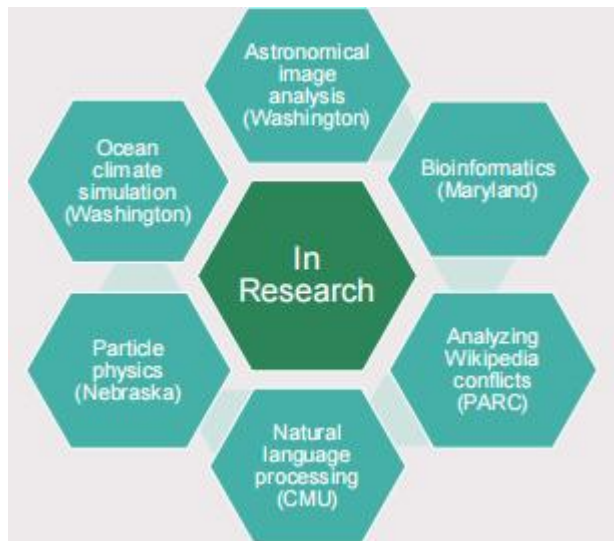 Astronomical
image
analysis
(Washington)
Bioinformatics
(Maryland)
Analyzing
Wikipedia
conflicts
(PARC)
Natural
language
processing
(CMU)
Particle
physics
(Nebraska)
Ocean
climate
simulation
(Washington)
In
Research